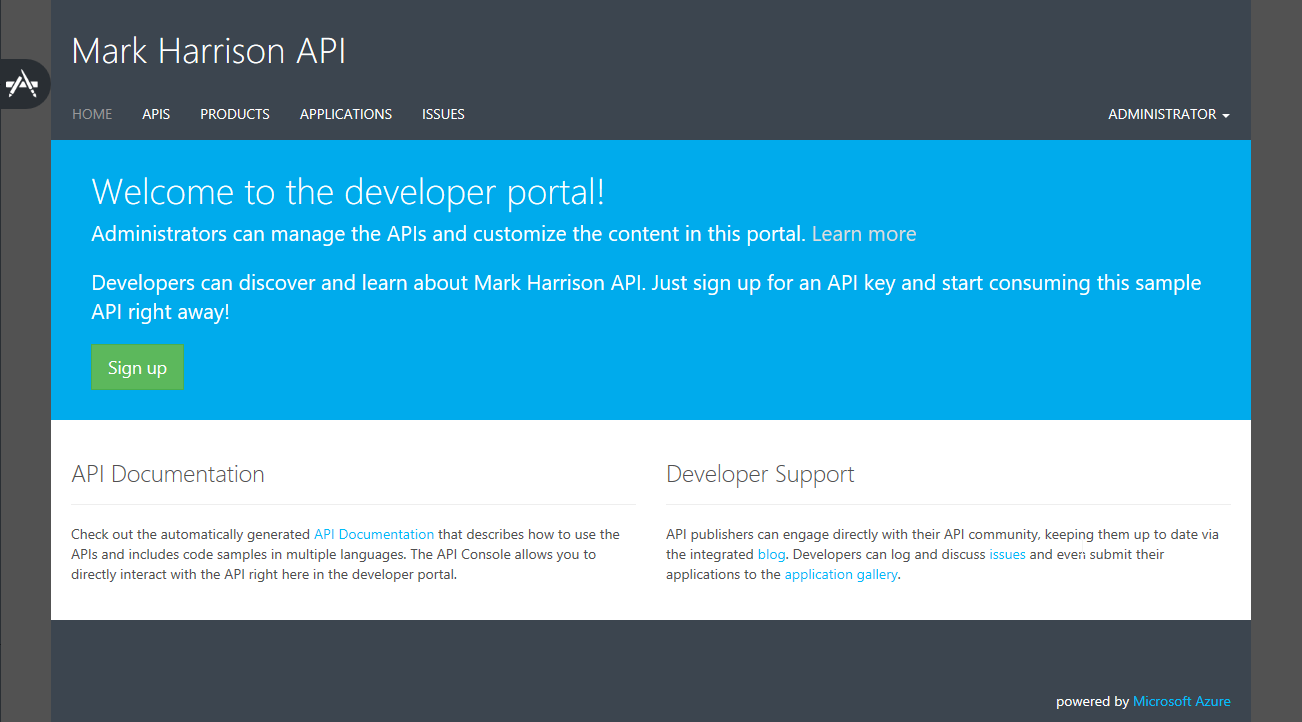 Mark Harrison API
HOME APIS PRODUCTS APPLICATIONS ISSUES ADMINISTRATOR
Welcome to the developer portal!
Administrators can manage the APIs and customize the content in this portal. Learn more
Developers can discover and learn about Mark Harrison API. Just sign up for an API key and start consuming this sample
API right away!
Sign up
API Documentation
Check out the automatically generated API Documentation that describes how to use the
APIs and includes code samples in multiple languages. The API Console allows you to
directly interact with the API right here in the developer portal.
Developer Support
API publishers can engage directly with their API community, keeping them up to date via
the integrated blog. Developers can log and discuss issues and even submit their
applications to the application gallery.
powered by Microsoft Azure